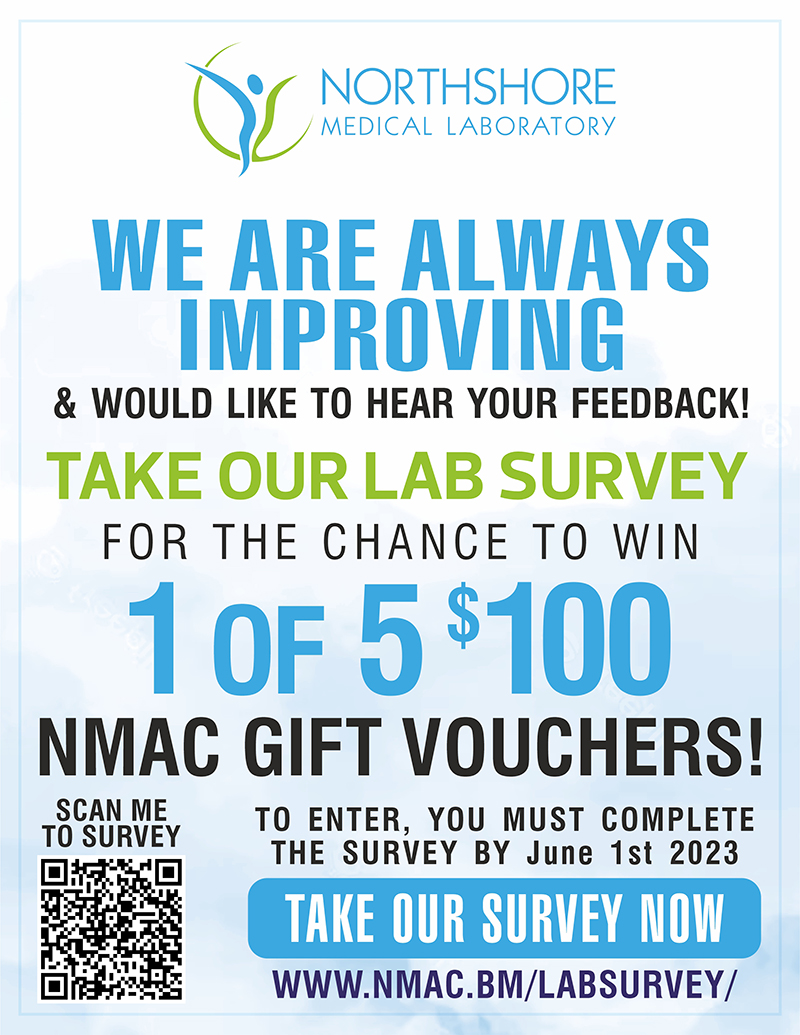 NORTHSHORE
MEDICAL LABORATORY
WE ARE ALWAYS
IMPROVING
& WOULD LIKE TO HEAR YOUR FEEDBACK!
TAKE OUR LAB SURVEY
FOR THE CHANCE TO WIN
1 OF 5 $100
NMAC GIFT VOUCHERS!
SCAN ME
TO SURVEY
TO ENTER, YOU MUST COMPLETE
THE SURVEY BY June 1st 2023
TAKE OUR SURVEY NOW
WWW.NMAC.BM/LABSURVEY/